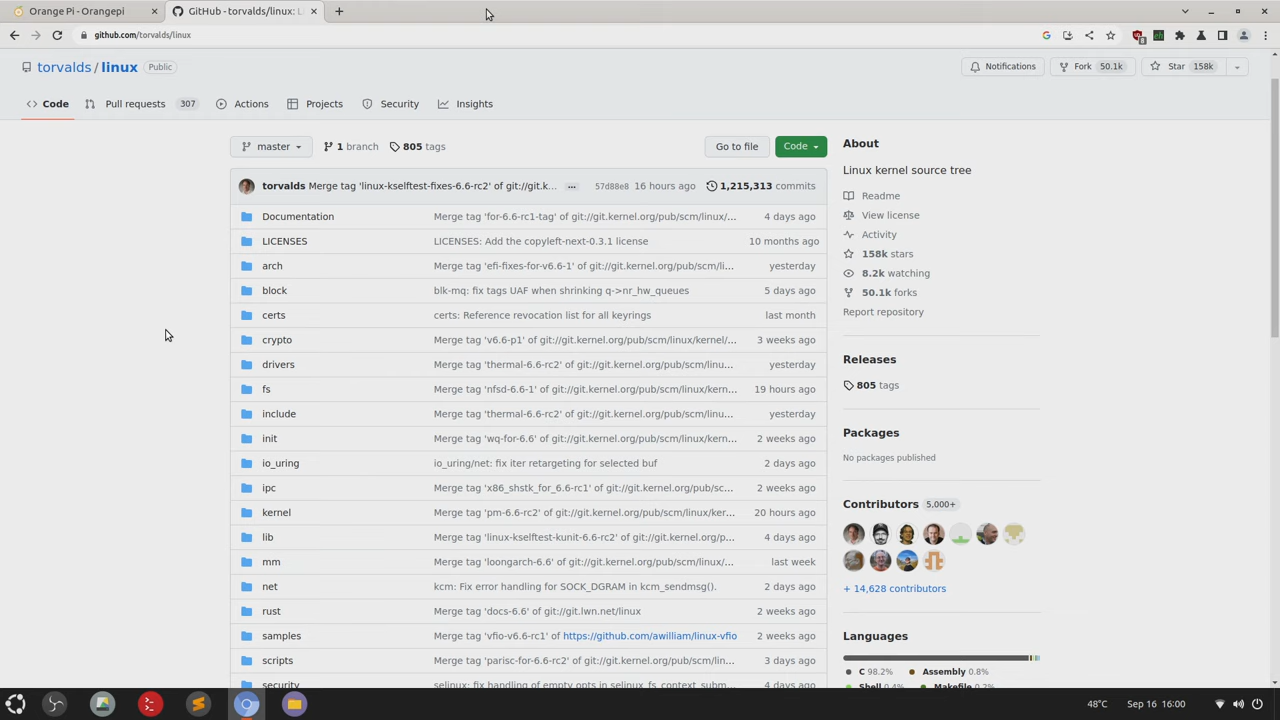 Orange Pi - Orangepi
GitHub - torvalds/linux: L
github.com/torvalds/linux
8
torvalds / linux Public
Notifications
Fork 50.1k
Star 158k
Code
Pull requests 307
Actions
Projects
Security
Insights
master
1 branch
805 tags
Go to file
Code
torvalds Merge tag 'linux-kselftest-fixes-6.6-rc2' of git://git.k... ... 57d88e8 16 hours ago 1,215,313 commits
Documentation Merge tag 'for-6.6-rc1-tag' of git://git.kernel.org/pub/scm/linux/... 4 days ago
LICENSES LICENSES: Add the copyleft-next-0.3.1 license 10 months ago
arch Merge tag 'efi-fixes-for-v6.6-1' of git://git.kernel.org/pub/scm/li... yesterday
block blk-mq: fix tags UAF when shrinking q->nr_hw_queues 5 days ago
certs certs: Reference revocation list for all keyrings last month
crypto Merge tag 'v6.6-p1' of git://git.kernel.org/pub/scm/linux/kernel/... 3 weeks ago
drivers Merge tag 'thermal-6.6-rc2' of git://git.kernel.org/pub/scm/linu... yesterday
fs Merge tag 'nfsd-6.6-1' of git://git.kernel.org/pub/scm/linux/kern... 19 hours ago
include Merge tag 'thermal-6.6-rc2' of git://git.kernel.org/pub/scm/linu... yesterday
init Merge tag 'wq-for-6.6' of git://git.kernel.org/pub/scm/linux/kern... 2 weeks ago
io_uring io_uring/net: fix iter retargeting for selected buf 2 days ago
ipc Merge tag 'x86_shstk_for_6.6-rc1' of git://git.kernel.org/pub/sc... 2 weeks ago
kernel Merge tag 'pm-6.6-rc2' of git://git.kernel.org/pub/scm/linux/ker... 20 hours ago
lib Merge tag 'linux-kselftest-kunit-6.6-rc2' of git://git.kernel.org/p... 4 days ago
mm Merge tag 'loongarch-6.6' of git://git.kernel.org/pub/scm/linux/... last week
net kcm: Fix error handling for SOCK_DGRAM in kcm_sendmsg(). 2 days ago
rust Merge tag 'docs-6.6' of git://git.lwn.net/linux 2 weeks ago
samples Merge tag 'vfio-v6.6-rc1' of https://github.com/awilliam/linux-vfio 2 weeks ago
scripts Merge tag 'parisc-for-6.6-rc2' of git://git.kernel.org/pub/scm/lin... 3 days ago
security selinux: fix handling of empty opts in selinux_fs_context_subm... 4 days ago
About
Linux kernel source tree
Readme
View license
Activity
158k stars
8.2k watching
50.1k forks
Report repository
Releases
805 tags
Packages
No packages published
Contributors 5,000+
+ 14,628 contributors
Languages
C 98.2%
Assembly 0.8%
Shell 0.4%
Makefile 0.2%
48°C
Sep 16 16:00